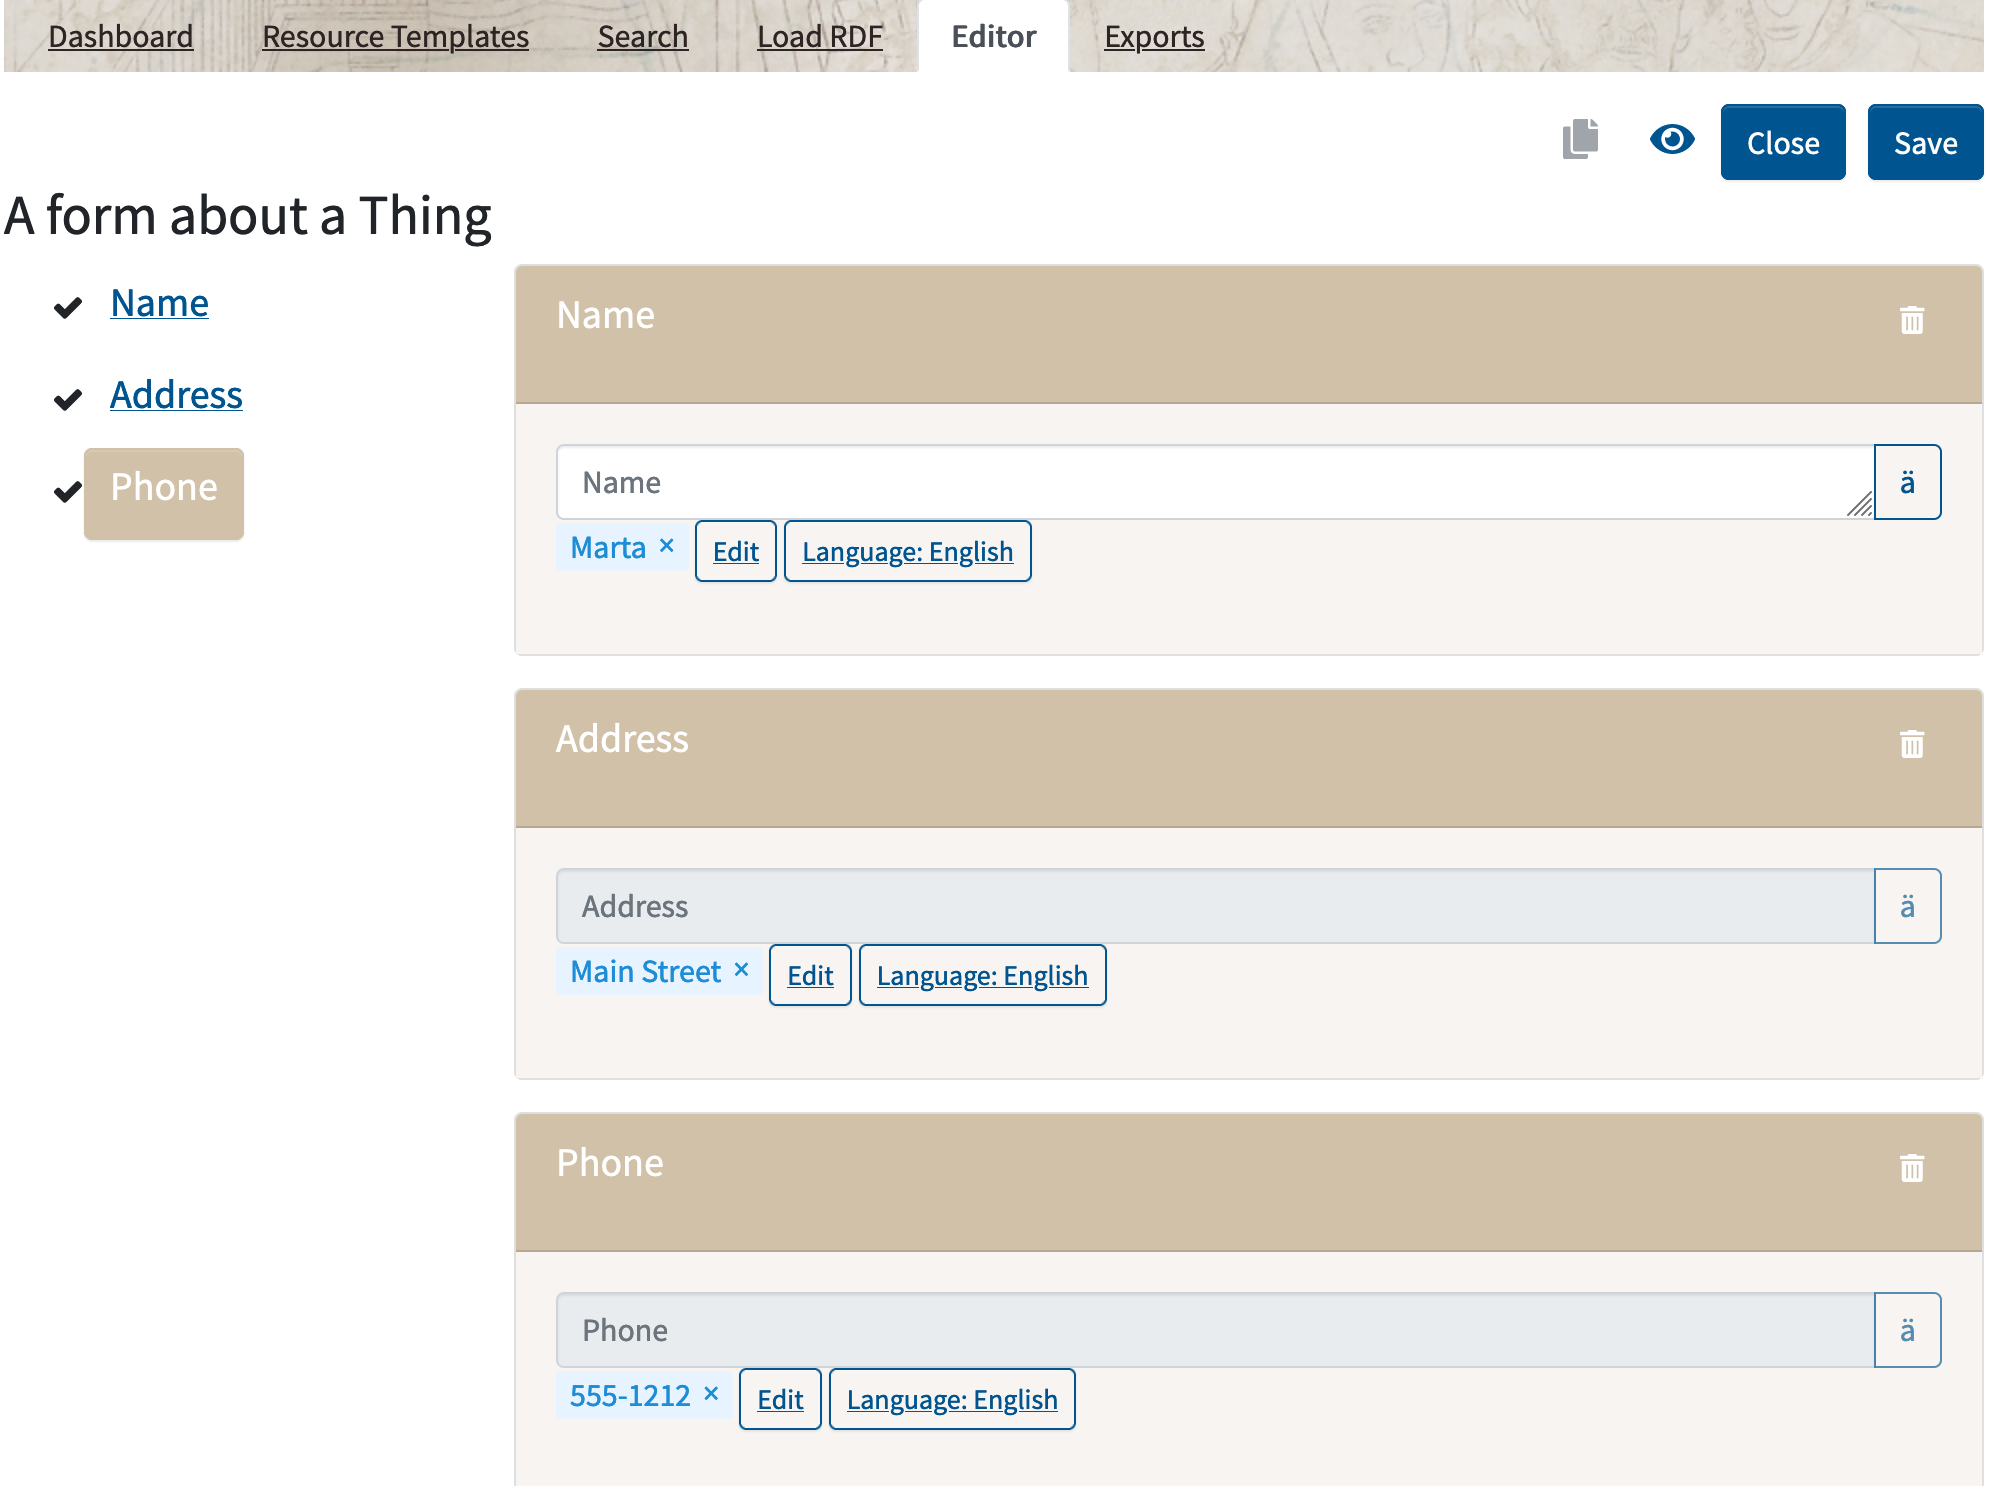 Dashboard Resource Templates Search Load RDF Editor Exports
Close Save
A form about a Thing
Name
Address
Phone
Name
Name ä
Marta × Edit Language: English
Address
Address ä
Main Street × Edit Language: English
Phone
Phone ä
555-1212 × Edit Language: English